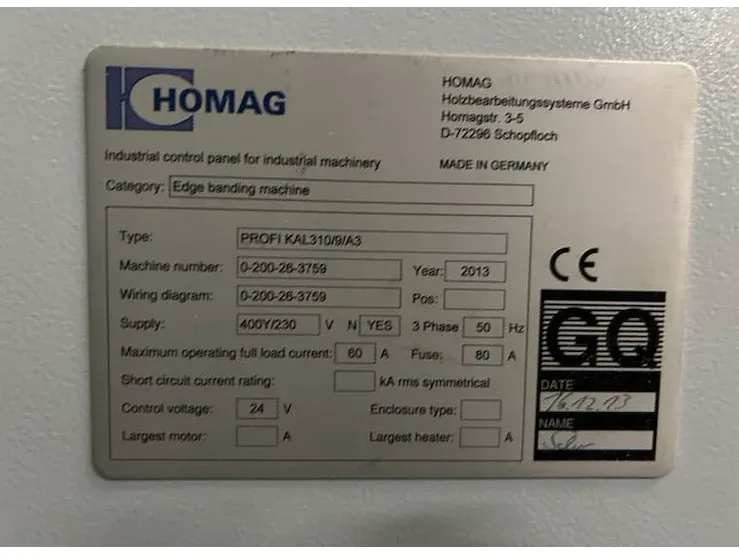 HOMAG
HOMAG
Holzbearbeitungssysteme GmbH
Homagstr. 3-5
D-72296 Schopfloch
Industrial control panel for industrial machinery
MADE IN GERMANY
Category: Edge banding machine
Type: PROFI KAL310/9/A3
Machine number: 0-200-26-3759 Year: 2013
Wiring diagram: 0-200-26-3759 Pos:
Supply: 400Y/230 V N YES 3 Phase 50 Hz
Maximum operating full load current: 60 A Fuse: 80 A
Short circuit current rating: kA rms symmetrical
Control voltage: 24 V Enclosure type:
Largest motor: A Largest heater: A
CE
GQ
DATE
16.12.13
NAME